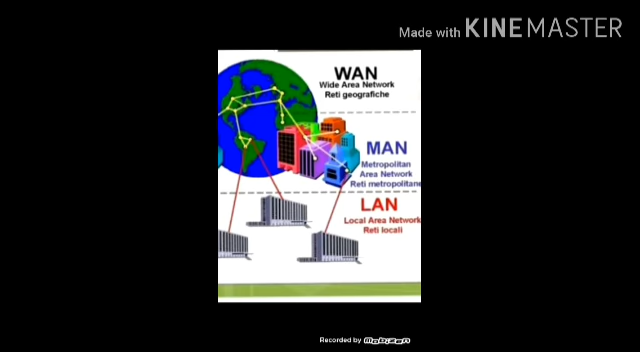 Made with KINEMASTER
WAN
Wide Area Network
Reti geografiche
MAN
Metropolitan
Area Network
Reti metropolitane
LAN
Local Area Network
Reti locali
Recorded by Mobizen